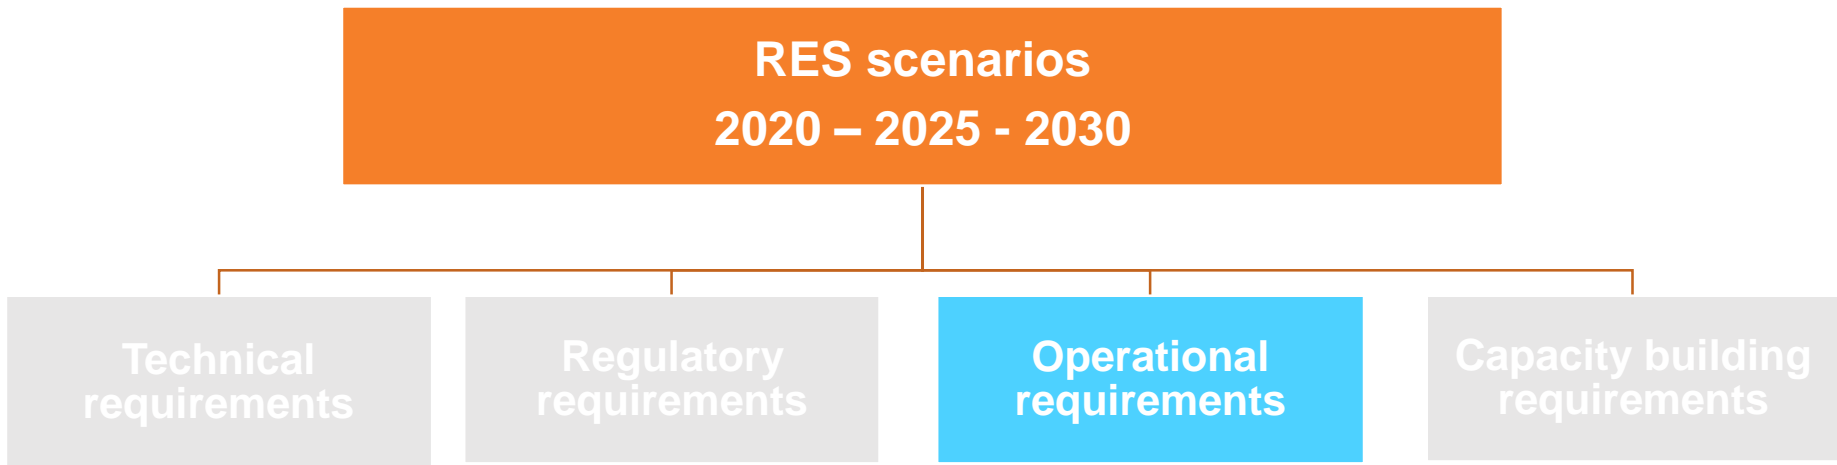 RES scenarios
2020 – 2025 - 2030
Technical
requirements
Regulatory
requirements
Operational
requirements
Capacity building
requirements